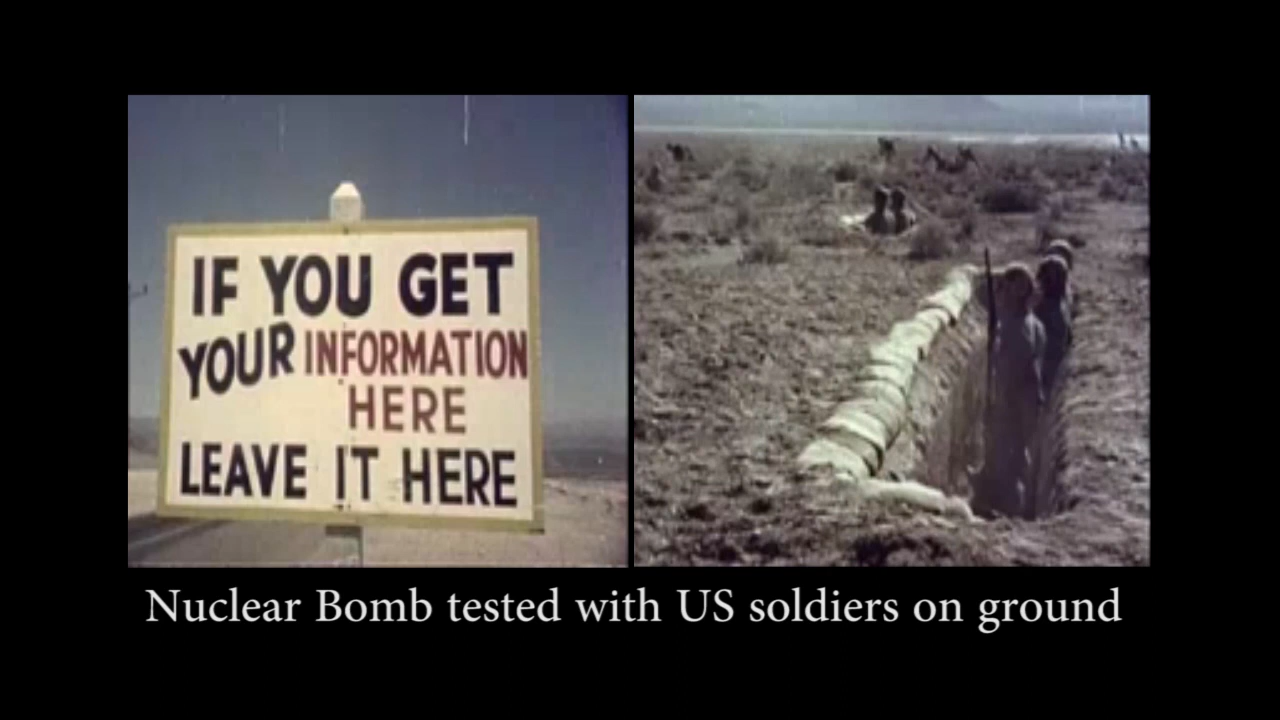 IF YOU GET
YOUR INFORMATION
HERE
LEAVE IT HERE
Nuclear Bomb tested with US soldiers on ground